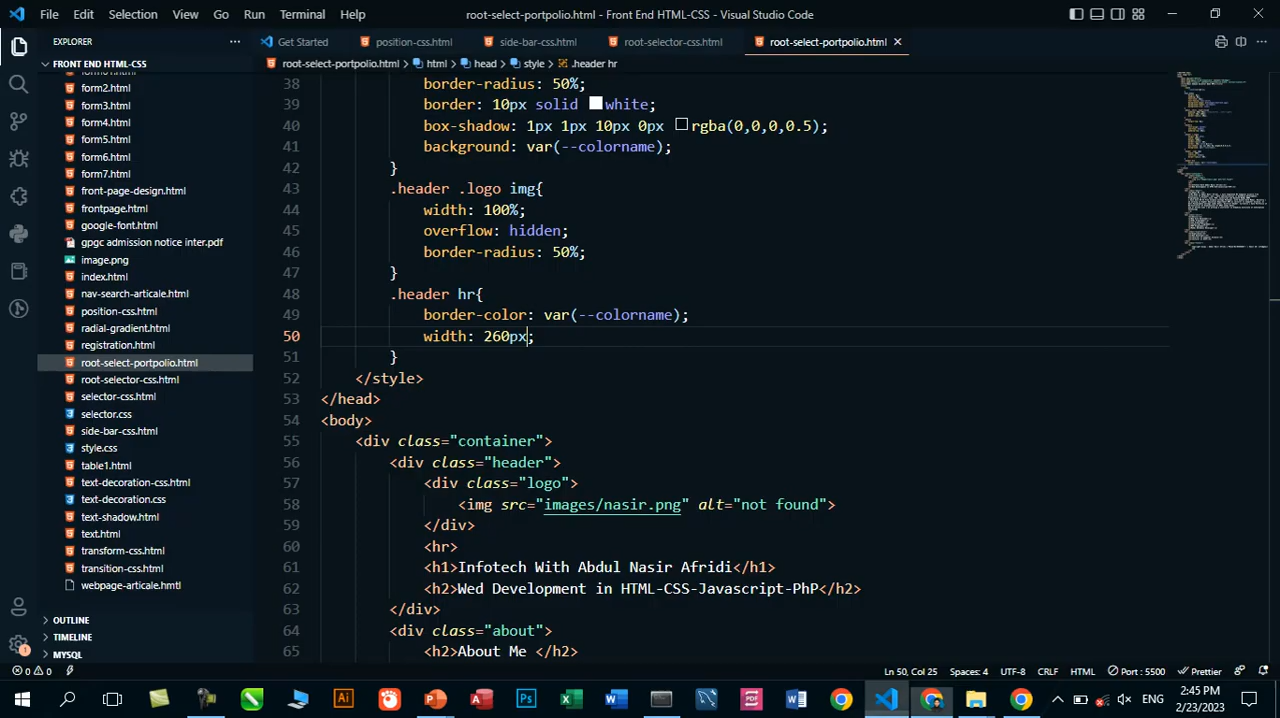 File Edit Selection View Go Run Terminal Help
root-select-portpolio.html - Front End HTML-CSS - Visual Studio Code
EXPLORER
Get Started position-css.html side-bar-css.html root-selector-css.html root-select-portpolio.html
FRONT END HTML-CSS
root-select-portpolio.html > html > head > style > .header hr
form2.html
form3.html
form4.html
form5.html
form6.html
form7.html
front-page-design.html
frontpage.html
google-font.html
gpgc admission notice inter.pdf
image.png
index.html
nav-search-articale.html
position-css.html
radial-gradient.html
registration.html
root-select-portpolio.html
root-selector-css.html
selector-css.html
selector.css
side-bar-css.html
style.css
table1.html
text-decoration-css.html
text-decoration.css
text-shadow.html
text.html
transform-css.html
transition-css.html
webpage-articale.hmtl
OUTLINE
TIMELINE
MYSQL
38 border-radius: 50%;
39 border: 10px solid white;
40 box-shadow: 1px 1px 10px 0px rgba(0,0,0,0.5);
41 background: var(--colorname);
42 }
43 .header .logo img{
44 width: 100%;
45 overflow: hidden;
46 border-radius: 50%;
47 }
48 .header hr{
49 border-color: var(--colorname);
50 width: 260px;
51 }
52 </style>
53 </head>
54 <body>
55 <div class="container">
56 <div class="header">
57 <div class="logo">
58 <img src="images/nasir.png" alt="not found">
59 </div>
60 <hr>
61 <h1>Infotech With Abdul Nasir Afridi</h1>
62 <h2>Wed Development in HTML-CSS-Javascript-PhP</h2>
63 </div>
64 <div class="about">
65 <h2>About Me </h2>
0 0 Ln 50, Col 25 Spaces: 4 UTF-8 CRLF HTML Port : 5500 Prettier
ENG
2:45 PM
2/23/2023